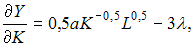 ∂Y/∂K = 0,5aK^{-0,5}L^{0,5} − 3λ,